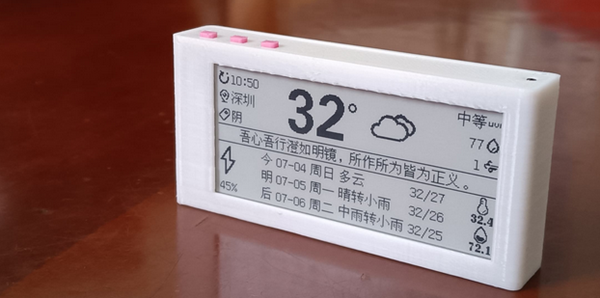 10:50
深圳
阴
32°
中等uvi
77
1
吾心吾行澄如明镜，所作所为皆为正义。
45%
今 07-04 周日 多云 32/27
明 07-05 周一 晴转小雨 32/26
后 07-06 周二 中雨转小雨 32/25
32.4
72.1